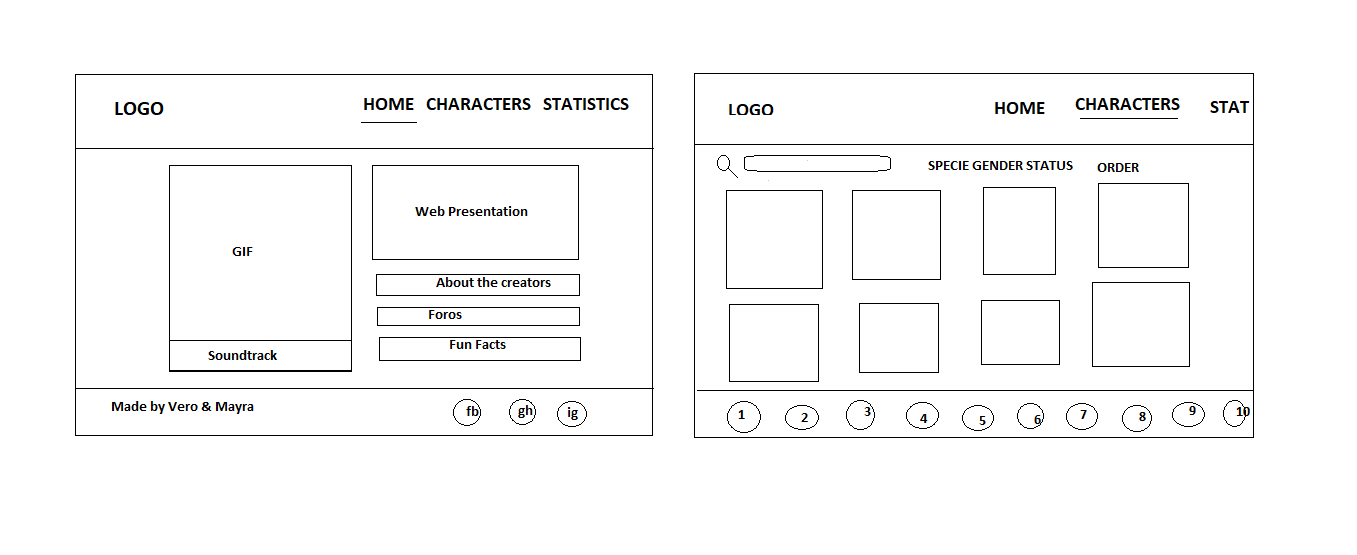 LOGO
HOME CHARACTERS STATISTICS
GIF
Soundtrack
Web Presentation
About the creators
Foros
Fun Facts
Made by Vero & Mayra
fb gh ig
LOGO
HOME CHARACTERS STAT
SPECIE GENDER STATUS ORDER
1 2 3 4 5 6 7 8 9 10